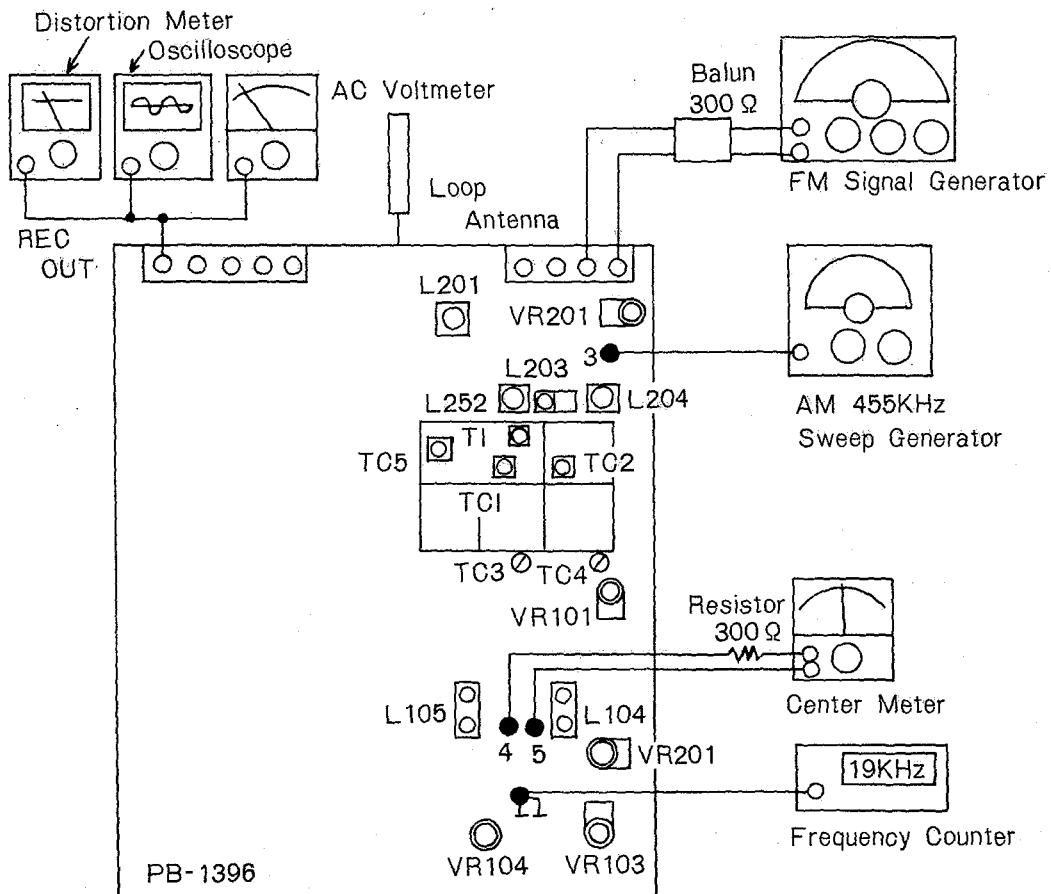 Distortion Meter
Oscilloscope
AC Voltmeter
Balun
300 Ω
FM Signal Generator
Loop
Antenna
REC
OUT
L201
VR201
3
L203
L252
L204
AM 455KHz
Sweep Generator
T1
TC5
TC2
TC1
TC3
TC4
VR101
Resistor
300 Ω
Center Meter
L105
L104
4
5
VR201
19KHz
11
Frequency Counter
VR104
VR103
PB-1396